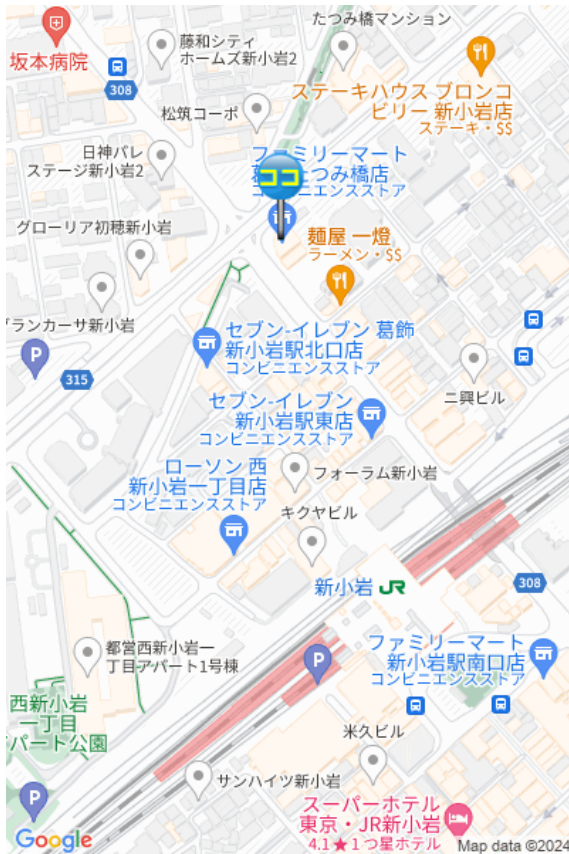 たつみ橋マンション
坂本病院
藤和シティ
ホームズ新小岩2
308
ステーキハウス ブロンコ
ビリー 新小岩店
ステーキ・$$
松筑コーポ
日神パレ
ステージ新小岩2
ファミリーマート
つみ橋店
ココ
ニエンスストア
グローリア初穂新小岩
麺屋 一燈
ラーメン・$$
グランカーサ新小岩
P
セブン-イレブン 葛飾
新小岩駅北口店
コンビニエンスストア
315
ニ興ビル
セブン-イレブン
新小岩駅東店
コンビニエンスストア
ローソン 西
新小岩一丁目店
コンビニエンスストア
フォーラム新小岩
キクヤビル
新小岩 JR
308
都営西新小岩一
丁目アパート1号棟
ファミリーマート
新小岩駅南口店
コンビニエンスストア
P
西新小岩
一丁目
アパート公園
米久ビル
サンハイツ新小岩
P
スーパーホテル
東京・JR新小岩
4.1★1つ星ホテル
Google
Map data ©2024